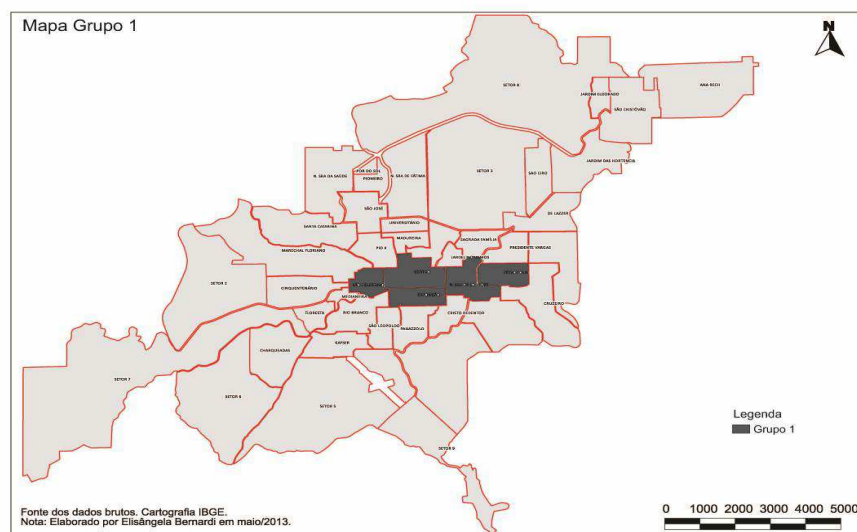 Mapa Grupo 1
N
SETOR 8
ANA RECH
JARDIM ELDORADO
SÃO CRISTÓVÃO
JARDIM DAS HORTENCIA
N. SRA DA SAÚDE
POR DO SOL
PIONEIRO
N. SRA DE FÁTIMA
SETOR 3
SÃO CIRO
SÃO JOSÉ
DE LAZZER
SANTA CATARINA
UNIVERSITÁRIO
MADUREIRA
SAGRADA FAMÍLIA
MARECHAL FLORIANO
PIO X
PRESIDENTE VARGAS
SETOR 2
CINQUENTENÁRIO
MEDIANEIRA
CRUZEIRO
FLORESTA
RIO BRANCO
CRISTO REDENTOR
SÃO LEOPOLDO
PANAZZOLO
KAYSER
CHARQUEADAS
SETOR 7
SETOR 4
SETOR 5
SETOR 9
Legenda
Grupo 1
Fonte dos dados brutos. Cartografia IBGE.
Nota: Elaborado por Elisângela Bernardi em maio/2013.
0 1000 2000 3000 4000 5000